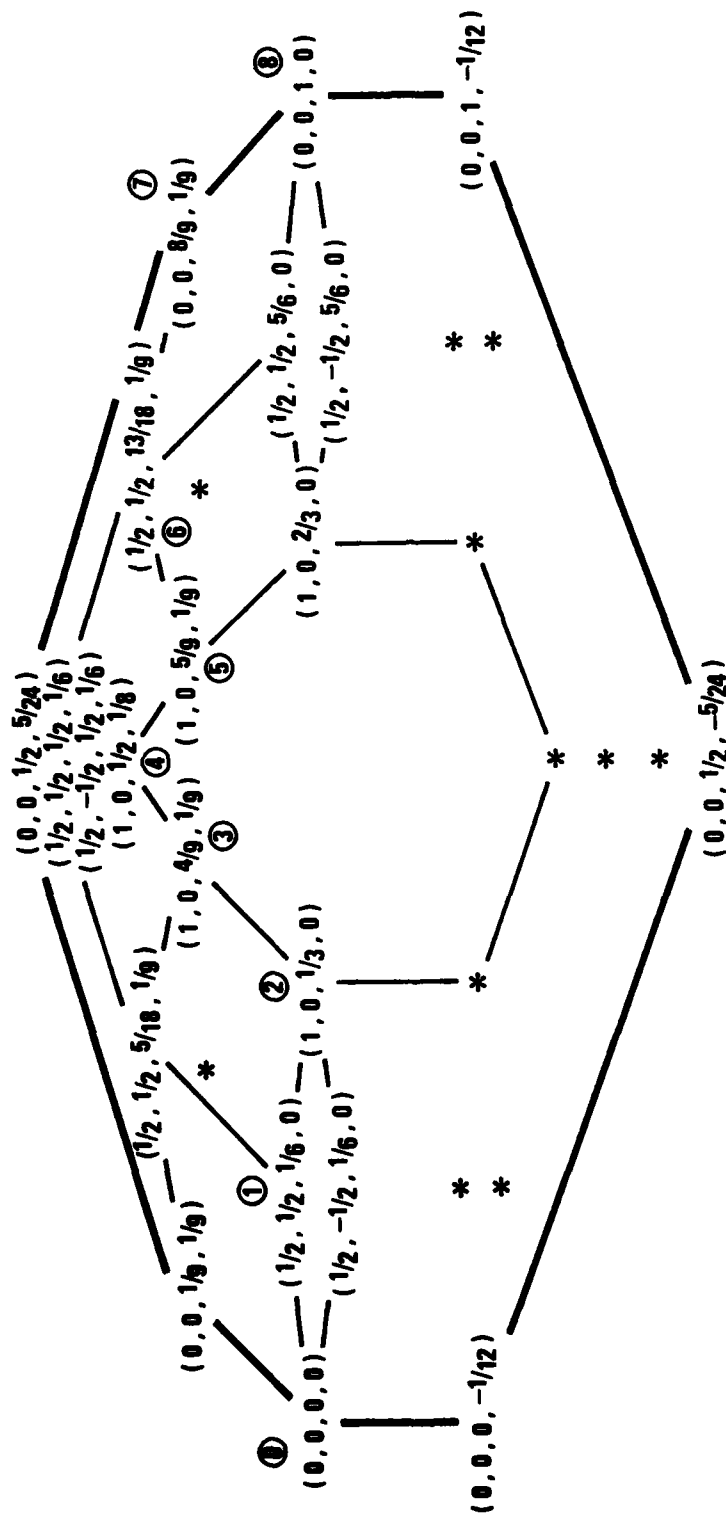 (0, 0, 1/2, 5/24)
(1/2, 1/2, 1/2, 1/6)
(1/2, -1/2, 1/2, 1/6)
(1, 0, 1/2, 1/8)
④
(1/2, 1/2, 5/18, 1/9)
(1/2, 1/2, 13/18, 1/9)
⑥
⑦
(0, 0, 1/9, 1/9)
*
(1, 0, 4/9, 1/9)
③
(1, 0, 5/9, 1/9)
⑤
*
(0, 0, 8/9, 1/9)
⓪
(0, 0, 0, 0)
①
(1/2, 1/2, 1/6, 0)
(1/2, -1/2, 1/6, 0)
②
(1, 0, 1/3, 0)
(1, 0, 2/3, 0)
(1/2, 1/2, 5/6, 0)
(1/2, -1/2, 5/6, 0)
⑧
(0, 0, 1, 0)
(0, 0, 0, -1/12)
*
*
*
*
*
*
(0, 0, 1, -1/12)
*
*
*
(0, 0, 1/2, -5/24)